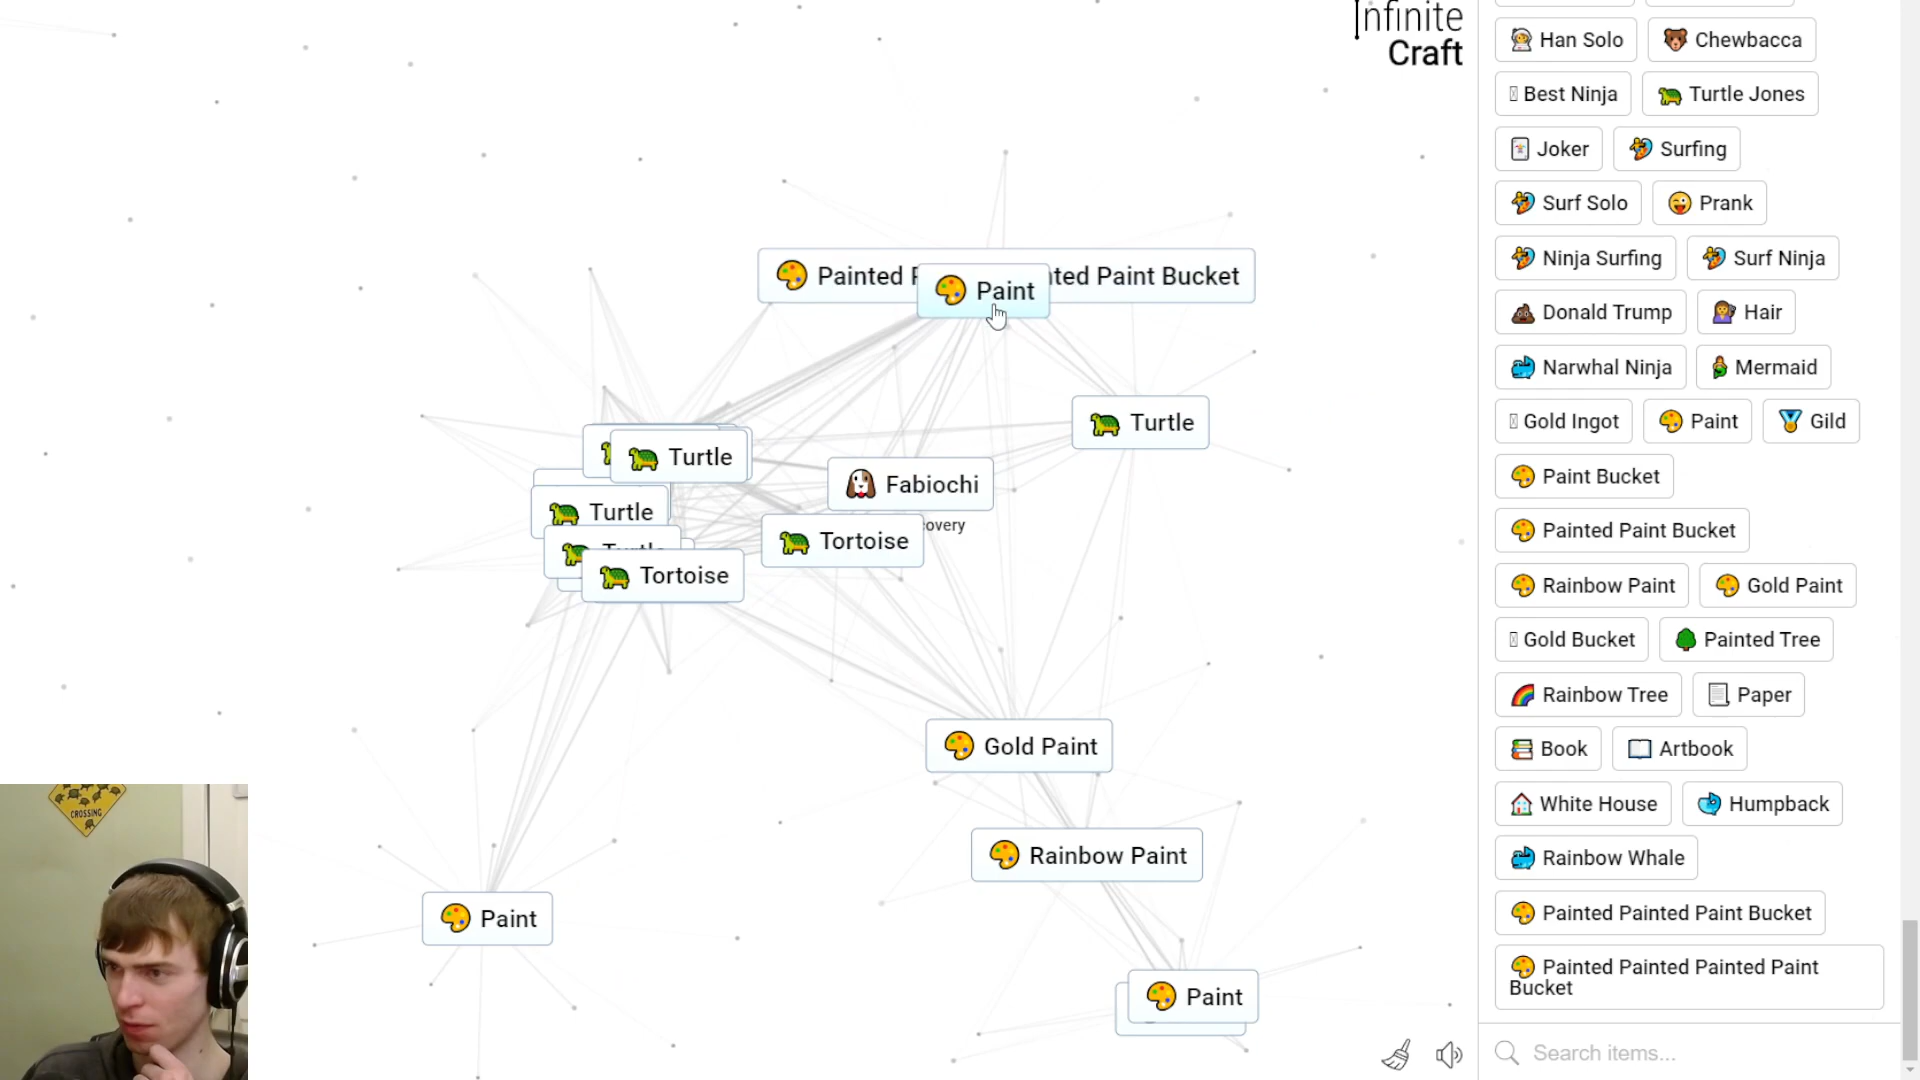 Infinite
Craft
Painted P
Paint
nted Paint Bucket
Turtle
Turtle
Fabiochi
Turtle
covery
Tortoise
Tortoise
Gold Paint
Rainbow Paint
Paint
Paint
CROSSING
Han Solo Chewbacca
Best Ninja Turtle Jones
Joker Surfing
Surf Solo Prank
Ninja Surfing Surf Ninja
Donald Trump Hair
Narwhal Ninja Mermaid
Gold Ingot Paint Gild
Paint Bucket
Painted Paint Bucket
Rainbow Paint Gold Paint
Gold Bucket Painted Tree
Rainbow Tree Paper
Book Artbook
White House Humpback
Rainbow Whale
Painted Painted Paint Bucket
Painted Painted Painted Paint
Bucket
Search items...